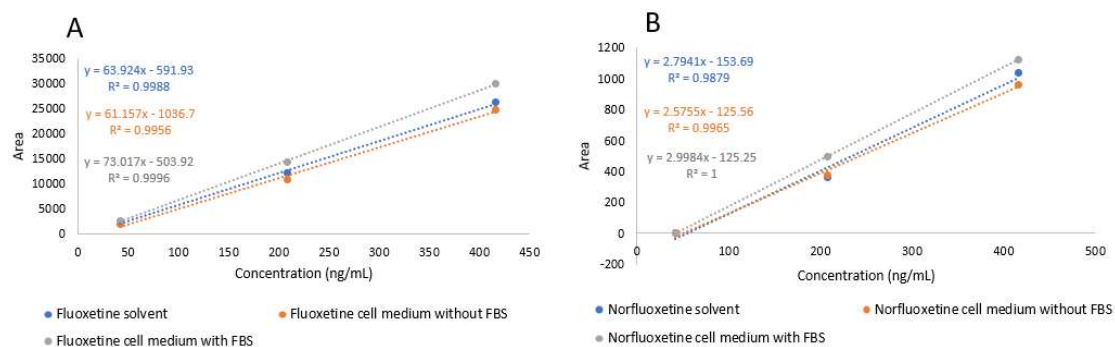 A
35000
30000
25000
20000
15000
10000
5000
0
Area
y = 63.924x - 591.93
R² = 0.9988
y = 61.157x - 1036.7
R² = 0.9956
y = 73.017x - 503.92
R² = 0.9996
0 50 100 150 200 250 300 350 400 450
Concentration (ng/mL)
Fluoxetine solvent
Fluoxetine cell medium without FBS
Fluoxetine cell medium with FBS
B
1200
1000
800
600
400
200
0
-200
Area
y = 2.7941x - 153.69
R² = 0.9879
y = 2.5755x - 125.56
R² = 0.9965
y = 2.9984x - 125.25
R² = 1
0 100 200 300 400 500
Concentration (ng/mL)
Norfluoxetine solvent
Norfluoxetine cell medium without FBS
Norfluoxetine cell medium with FBS